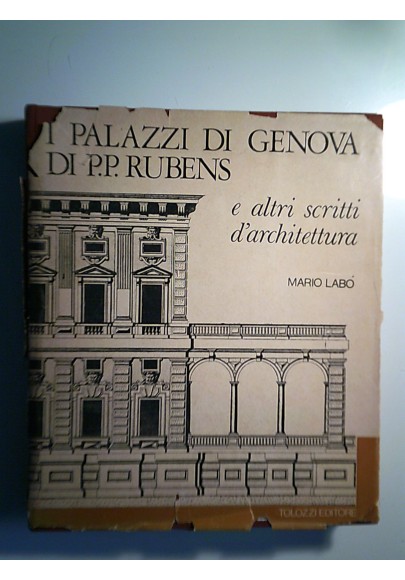 I PALAZZI DI GENOVA
DI P.P. RUBENS
e altri scritti
d'architettura
MARIO LABÒ
TOLOZZI EDITORE